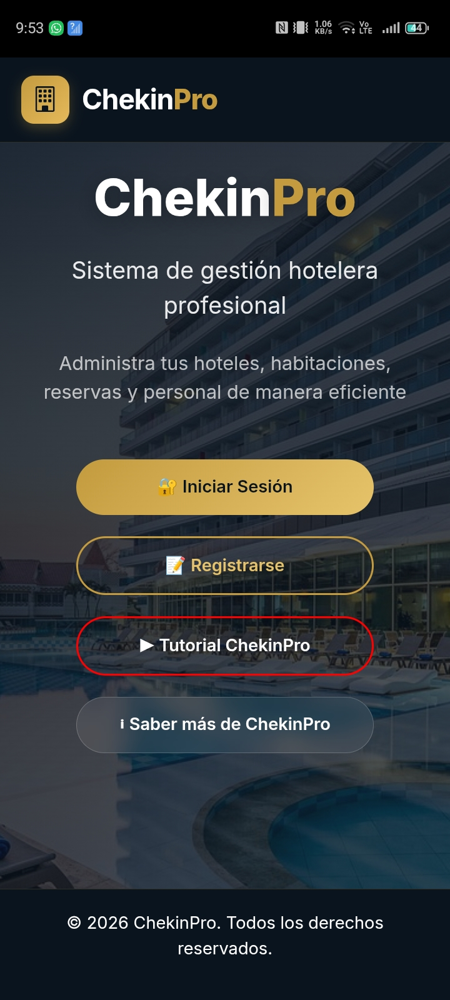 9:53
1.06
KB/s
Vo
LTE
44
ChekinPro
ChekinPro
Sistema de gestión hotelera
profesional
Administra tus hoteles, habitaciones,
reservas y personal de manera eficiente
🔐 Iniciar Sesión
📝 Registrarse
▶ Tutorial ChekinPro
ℹ Saber más de ChekinPro
© 2026 ChekinPro. Todos los derechos
reservados.